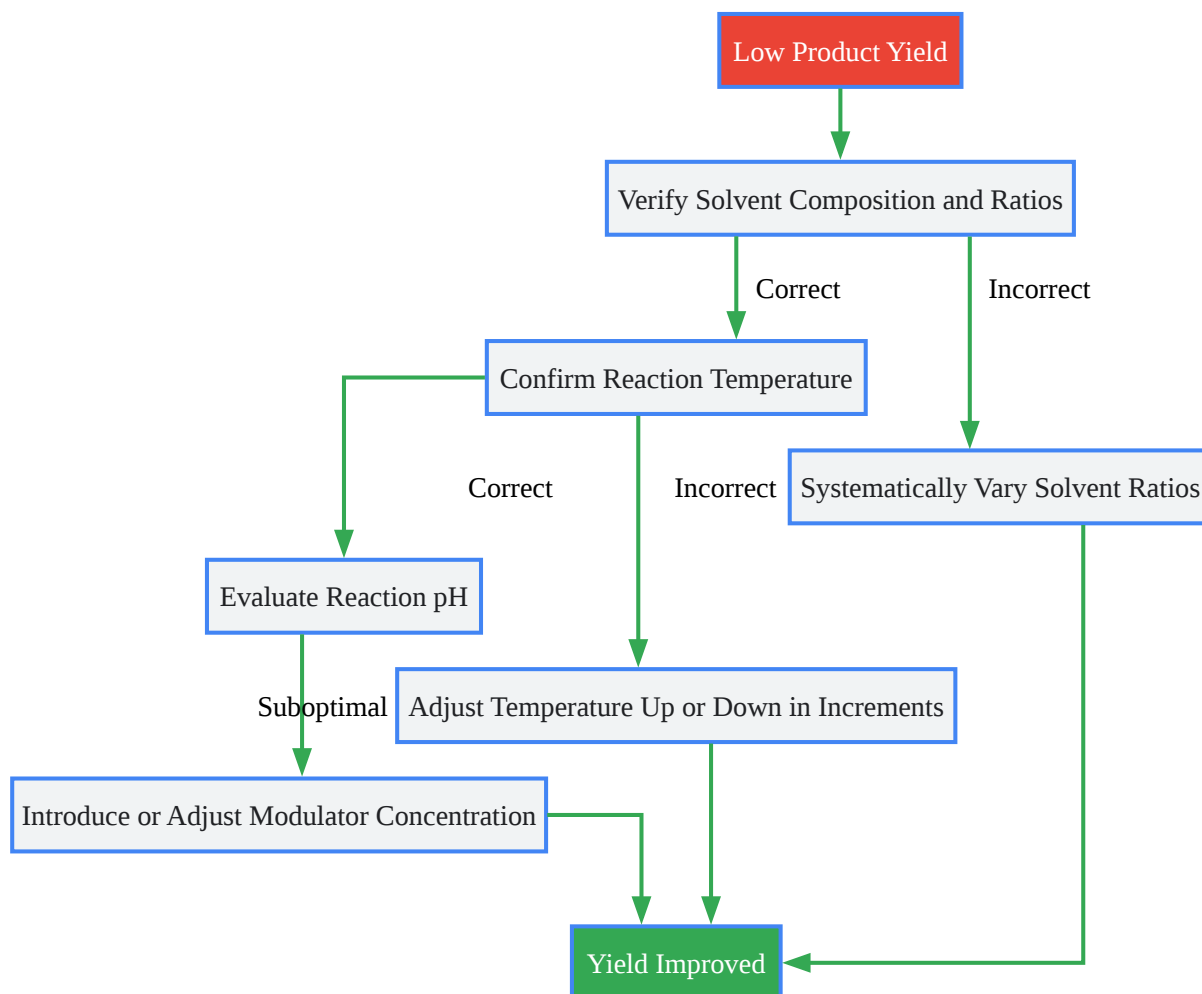 Low Product Yield
Verify Solvent Composition and Ratios
Correct
Incorrect
Confirm Reaction Temperature
Correct
Incorrect
Systematically Vary Solvent Ratios
Evaluate Reaction pH
Suboptimal
Adjust Temperature Up or Down in Increments
Introduce or Adjust Modulator Concentration
Yield Improved